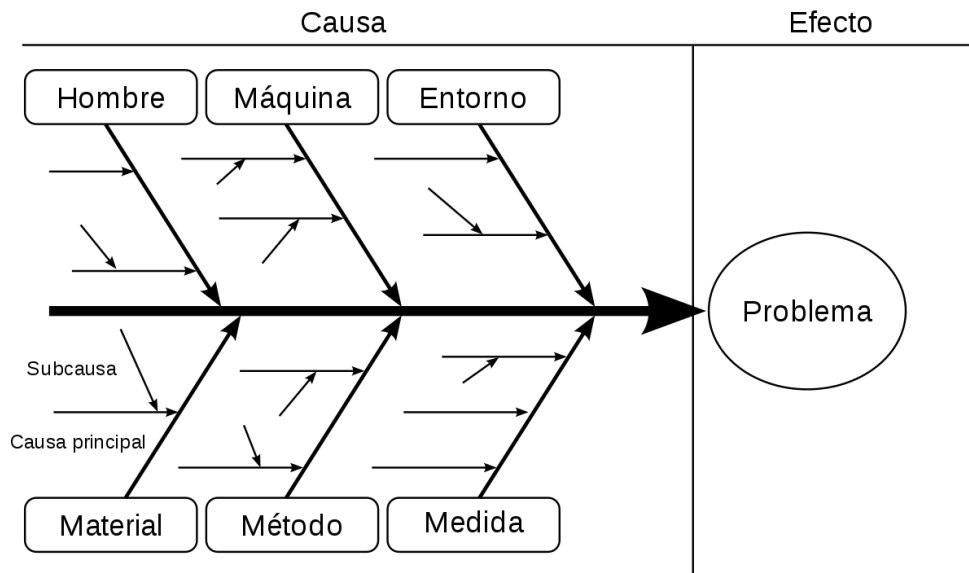 Causa
Efecto
Hombre
Máquina
Entorno
Problema
Subcausa
Causa principal
Material
Método
Medida